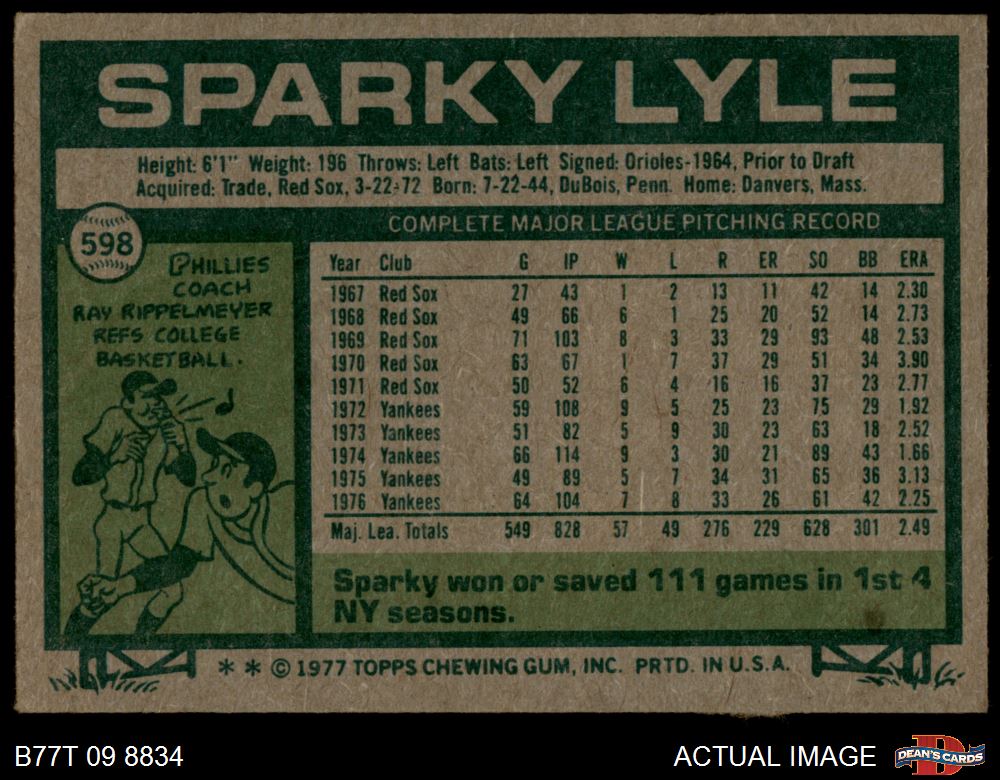 SPARKY LYLE
Height: 6'1" Weight: 196 Throws: Left Bats: Left Signed: Orioles-1964, Prior to Draft
Acquired: Trade, Red Sox, 3-22-72 Born: 7-22-44, DuBois, Penn. Home: Danvers, Mass.
598
PHILLIES
COACH
RAY RIPPELMEYER
REFS COLLEGE
BASKETBALL.
COMPLETE MAJOR LEAGUE PITCHING RECORD
Year Club G IP W L R ER SO BB ERA
1967 Red Sox 27 43 1 2 13 11 42 14 2.30
1968 Red Sox 49 66 6 1 25 20 52 14 2.73
1969 Red Sox 71 103 8 3 33 29 93 48 2.53
1970 Red Sox 63 67 1 7 37 29 51 34 3.90
1971 Red Sox 50 52 6 4 16 16 37 23 2.77
1972 Yankees 59 108 9 5 25 23 75 29 1.92
1973 Yankees 51 82 5 9 30 23 63 18 2.52
1974 Yankees 66 114 9 3 30 21 89 43 1.66
1975 Yankees 49 89 5 7 34 31 65 36 3.13
1976 Yankees 64 104 7 8 33 26 61 42 2.25
Maj. Lea. Totals 549 828 57 49 276 229 628 301 2.49
Sparky won or saved 111 games in 1st 4
NY seasons.
* * © 1977 TOPPS CHEWING GUM, INC. PRTD. IN U.S.A.
B77T 09 8834
ACTUAL IMAGE
DEAN'S CARDS